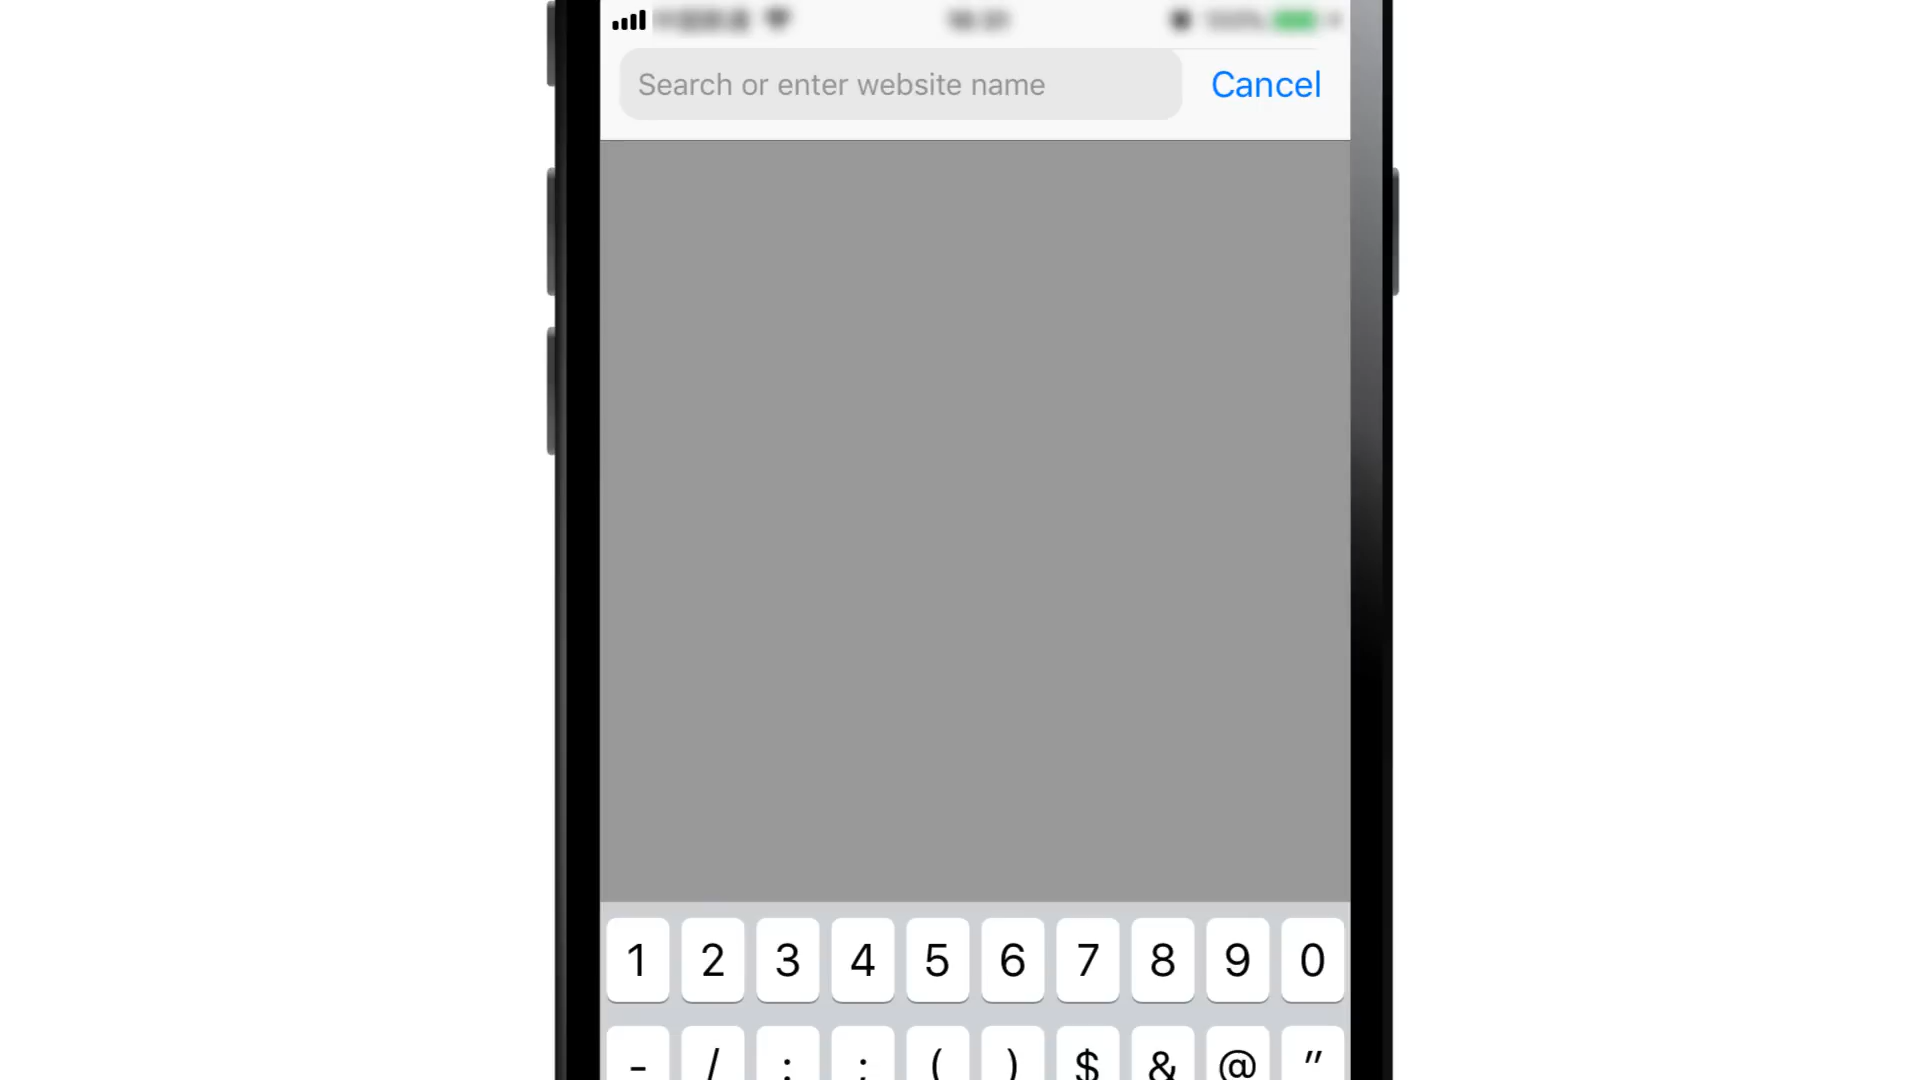 Search or enter website name Cancel
1 2 3 4 5 6 7 8 9 0
- / : ; ( ) $ & @ "